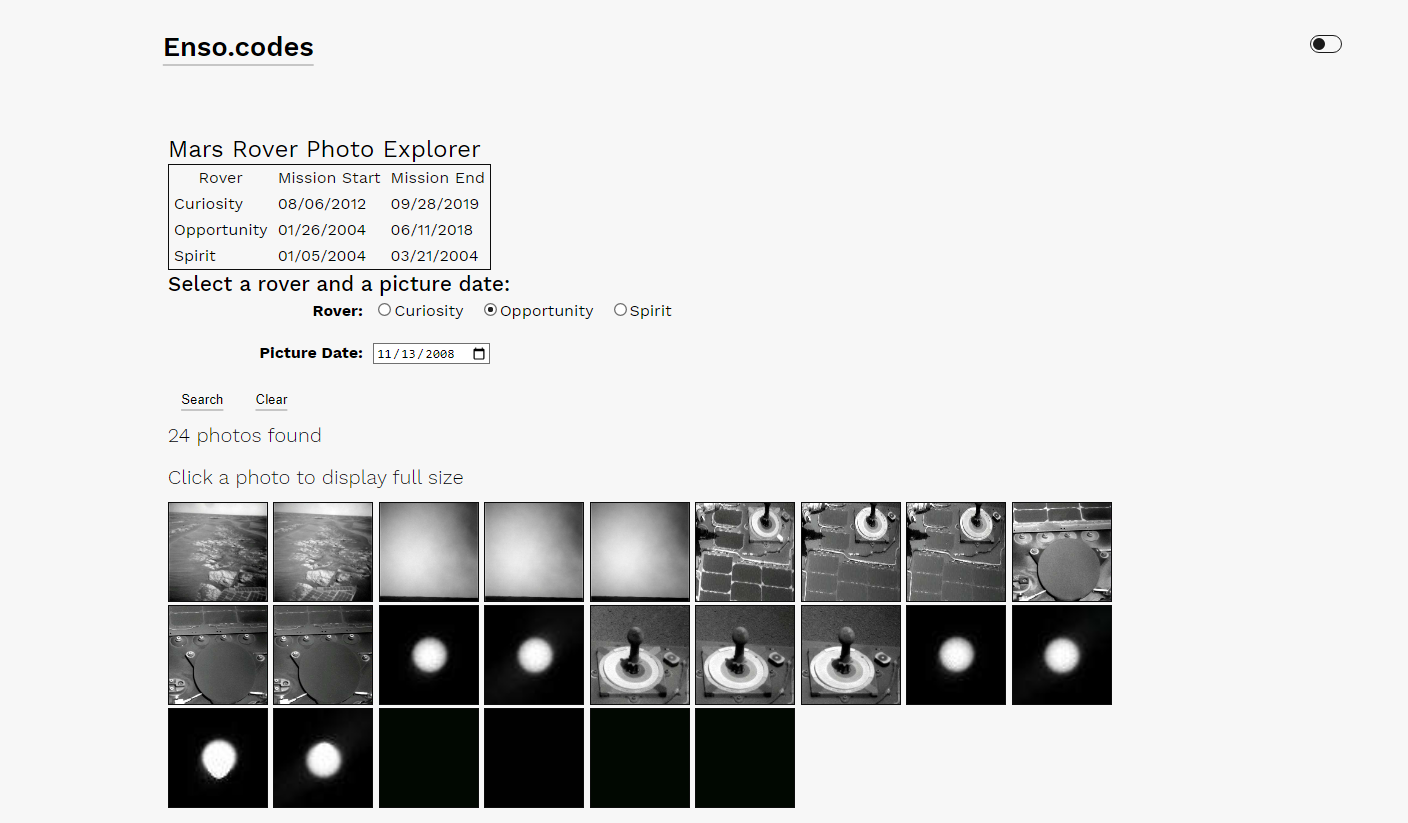 Enso.codes
Mars Rover Photo Explorer
Rover Mission Start Mission End
Curiosity 08/06/2012 09/28/2019
Opportunity 01/26/2004 06/11/2018
Spirit 01/05/2004 03/21/2004
Select a rover and a picture date:
Rover: Curiosity Opportunity Spirit
Picture Date: 11/13/2008
Search Clear
24 photos found
Click a photo to display full size